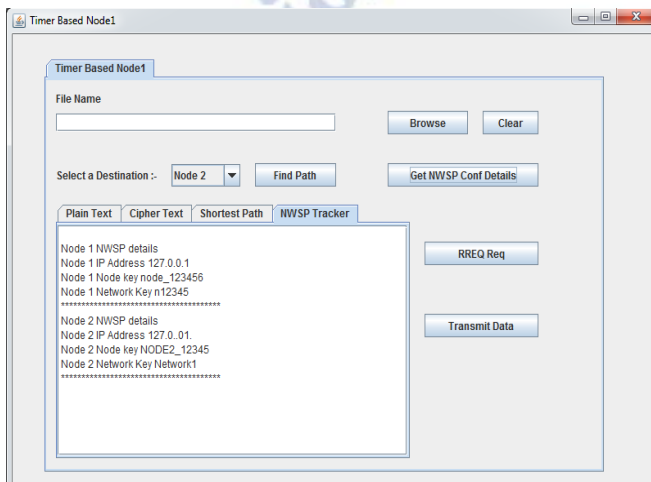 Timer Based Node1
Timer Based Node1
File Name
Browse
Clear
Select a Destination :-
Node 2
Find Path
Get NWSP Conf Details
Plain Text
Cipher Text
Shortest Path
NWSP Tracker
Node 1 NWSP details
Node 1 IP Address 127.0.0.1
Node 1 Node key node_123456
Node 1 Network Key n12345
***************************************
Node 2 NWSP details
Node 2 IP Address 127.0..01.
Node 2 Node key NODE2_12345
Node 2 Network Key Network1
***************************************
RREQ Req
Transmit Data